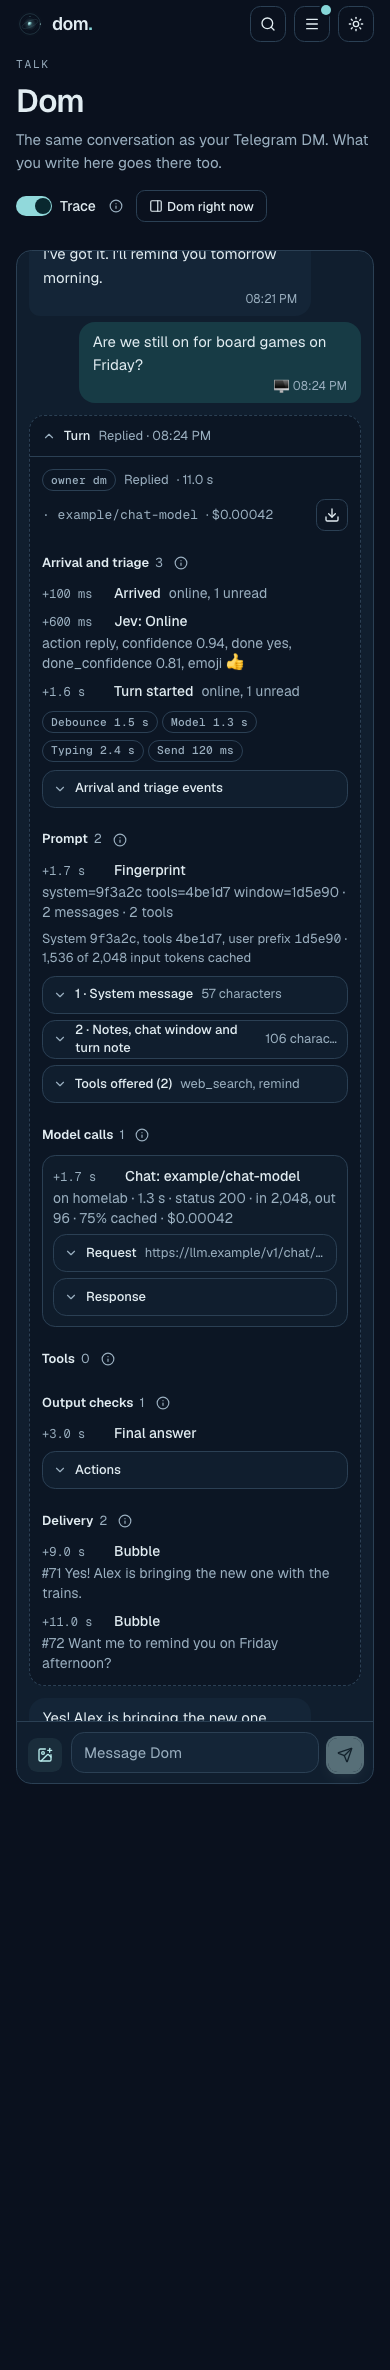 dom.
TALK
Dom
The same conversation as your Telegram DM. What
you write here goes there too.
Trace
Dom right now
I've got it. I'll remind you tomorrow
morning.
08:21 PM
Are we still on for board games on
Friday?
🖥️ 08:24 PM
Turn Replied · 08:24 PM
owner dm Replied · 11.0 s
· example/chat-model · $0.00042
Arrival and triage 3
+100 ms Arrived online, 1 unread
+600 ms Jev: Online
action reply, confidence 0.94, done yes,
done_confidence 0.81, emoji 👍
+1.6 s Turn started online, 1 unread
Debounce 1.5 s Model 1.3 s
Typing 2.4 s Send 120 ms
Arrival and triage events
Prompt 2
+1.7 s Fingerprint
system=9f3a2c tools=4be1d7 window=1d5e90 ·
2 messages · 2 tools
System 9f3a2c, tools 4be1d7, user prefix 1d5e90 ·
1,536 of 2,048 input tokens cached
1 · System message 57 characters
2 · Notes, chat window and
turn note
106 charac…
Tools offered (2) web_search, remind
Model calls 1
+1.7 s Chat: example/chat-model
on homelab · 1.3 s · status 200 · in 2,048, out
96 · 75% cached · $0.00042
Request https://llm.example/v1/chat/…
Response
Tools 0
Output checks 1
+3.0 s Final answer
Actions
Delivery 2
+9.0 s Bubble
#71 Yes! Alex is bringing the new one with the
trains.
+11.0 s Bubble
#72 Want me to remind you on Friday
afternoon?
Yes! Alex is bringing the new one
Message Dom